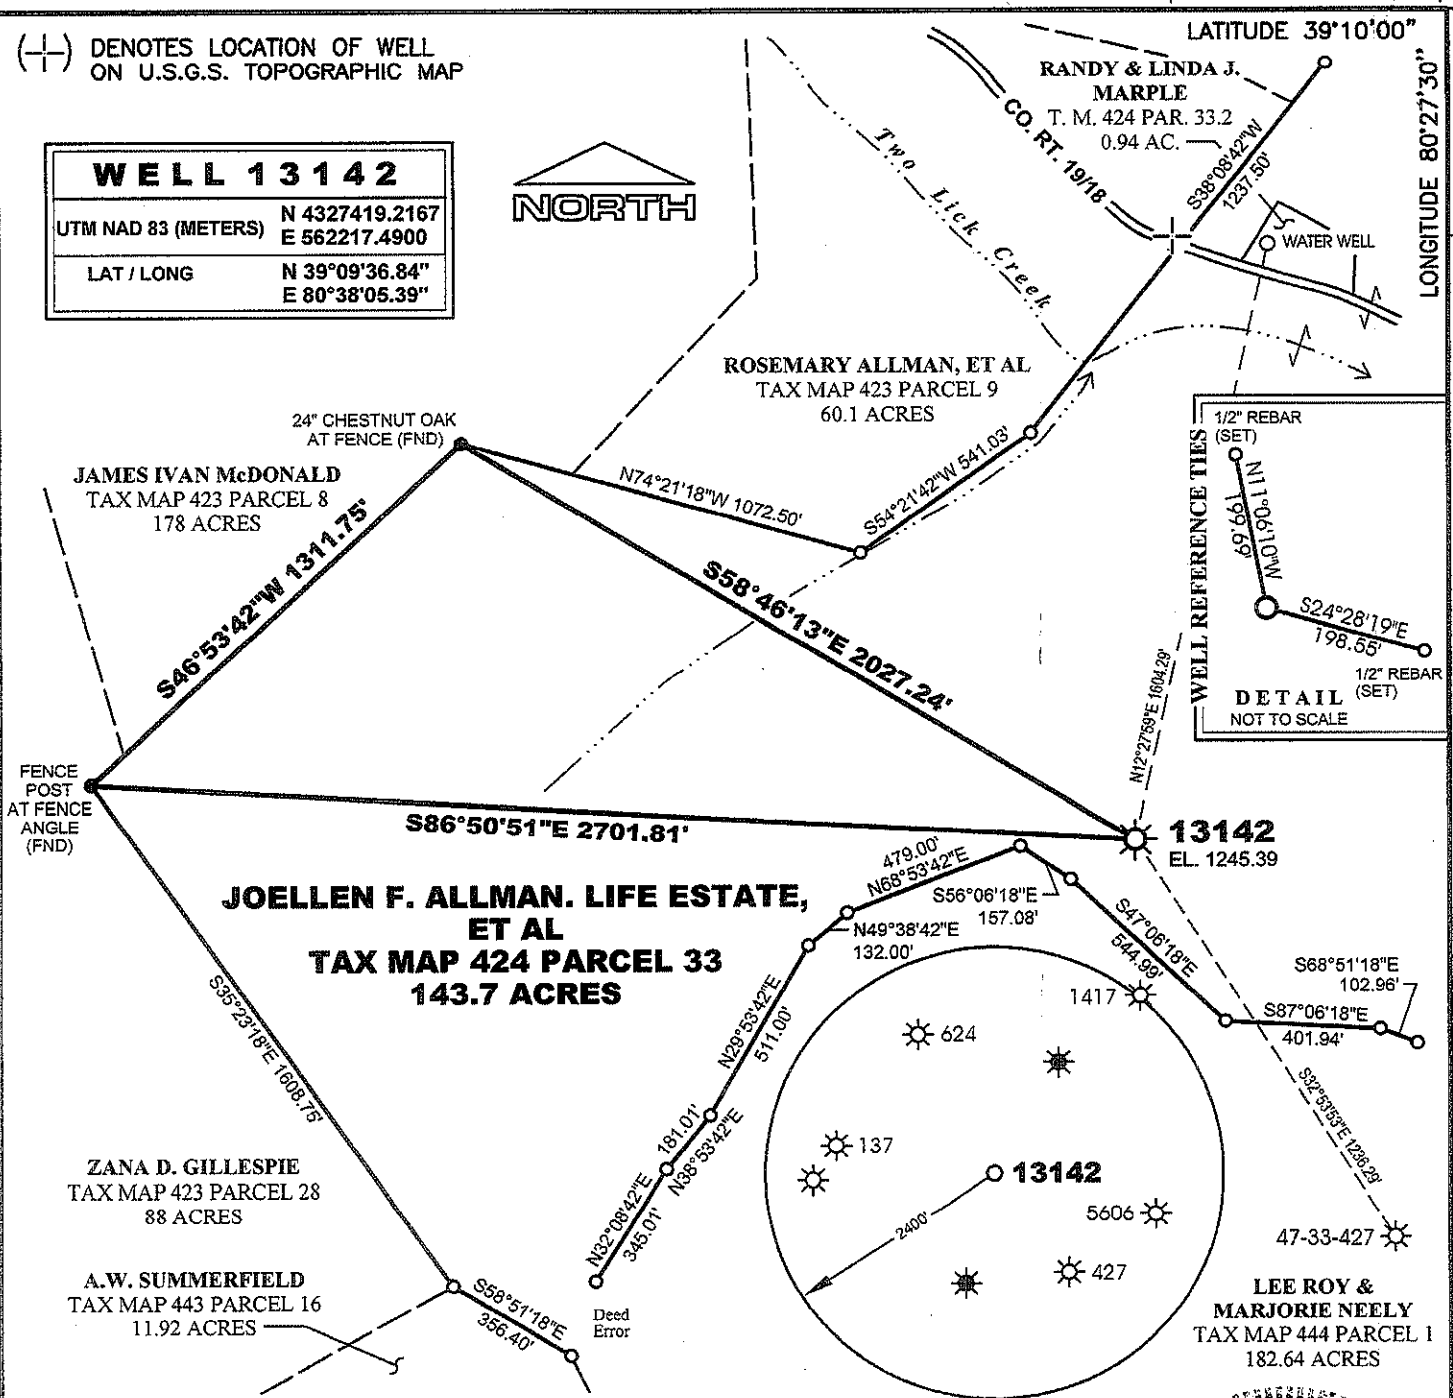 DENOTES LOCATION OF WELL
ON U.S.G.S. TOPOGRAPHIC MAP
LATITUDE 39°10'00"
LONGITUDE 80°27'30"
WELL 13142
UTM NAD 83 (METERS)
N 4327419.2167
E 562217.4900
LAT / LONG
N 39°09'36.84"
E 80°38'05.39"
NORTH
Two Lick Creek
CO. RT. 19/18
RANDY & LINDA J.
MARPLE
T. M. 424 PAR. 33.2
0.94 AC.
S38°08'42"W
1237.50'
WATER WELL
ROSEMARY ALLMAN, ET AL
TAX MAP 423 PARCEL 9
60.1 ACRES
24" CHESTNUT OAK
AT FENCE (FND)
JAMES IVAN McDONALD
TAX MAP 423 PARCEL 8
178 ACRES
N74°21'18"W 1072.50'
S54°21'42"W 541.03'
S46°53'42"W 1311.75'
S58°46'13"E 2027.24'
WELL REFERENCE TIES
1/2" REBAR
(SET)
N11°06'10"W
199.69'
S24°28'19"E
198.55'
1/2" REBAR
(SET)
DETAIL
NOT TO SCALE
N12°27'59"E 1604.29'
FENCE
POST
AT FENCE
ANGLE
(FND)
S86°50'51"E 2701.81'
13142
EL. 1245.39
JOELLEN F. ALLMAN. LIFE ESTATE,
ET AL
TAX MAP 424 PARCEL 33
143.7 ACRES
479.00'
N68°53'42"E
S56°06'18"E
157.08'
N49°38'42"E
132.00'
S47°06'18"E
544.99'
S68°51'18"E
102.96'
S87°06'18"E
401.94'
N29°53'42"E
511.00'
1417
624
137
13142
5606
427
2400'
S32°53'53"E 1236.29'
47-33-427
S35°23'18"E 1608.75'
181.01'
N38°53'42"E
N32°08'42"E
345.01'
Deed
Error
ZANA D. GILLESPIE
TAX MAP 423 PARCEL 28
88 ACRES
A.W. SUMMERFIELD
TAX MAP 443 PARCEL 16
11.92 ACRES
S58°51'18"E
356.40'
LEE ROY &
MARJORIE NEELY
TAX MAP 444 PARCEL 1
182.64 ACRES